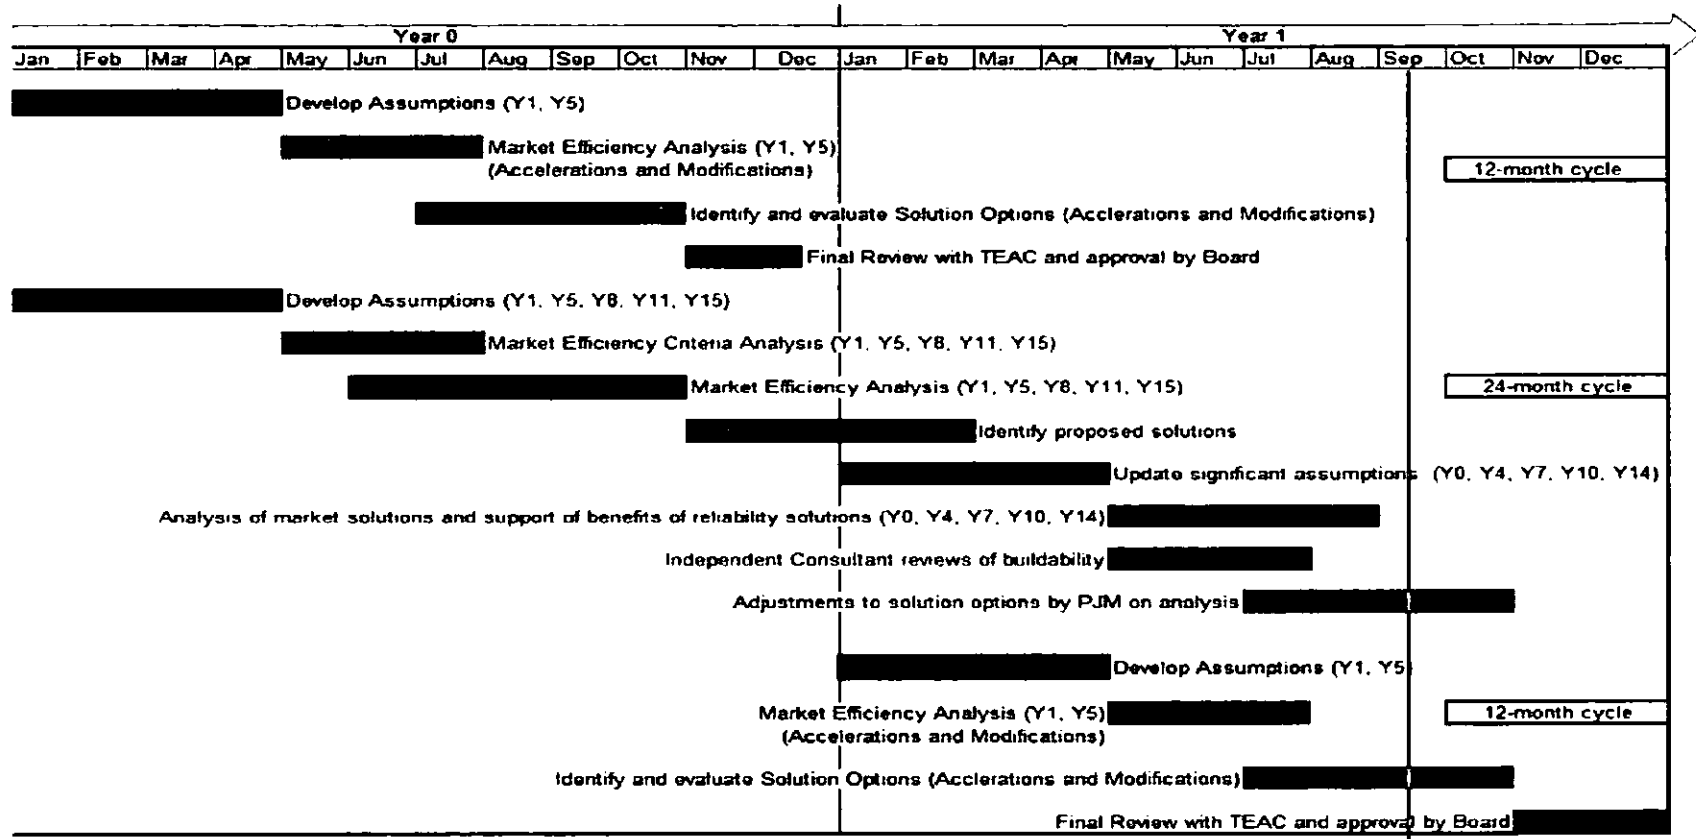 Year 0
Year 1
Jan Feb Mar Apr May Jun Jul Aug Sep Oct Nov Dec Jan Feb Mar Apr May Jun Jul Aug Sep Oct Nov Dec
Develop Assumptions (Y1, Y5)
Market Efficiency Analysis (Y1, Y5)
(Accelerations and Modifications)
12-month cycle
Identify and evaluate Solution Options (Acclerations and Modifications)
Final Review with TEAC and approval by Board
Develop Assumptions (Y1, Y5, Y8, Y11, Y15)
Market Efficiency Criteria Analysis (Y1, Y5, Y8, Y11, Y15)
Market Efficiency Analysis (Y1, Y5, Y8, Y11, Y15)
24-month cycle
Identify proposed solutions
Update significant assumptions (Y0, Y4, Y7, Y10, Y14)
Analysis of market solutions and support of benefits of reliability solutions (Y0, Y4, Y7, Y10, Y14)
Independent Consultant reviews of buildability
Adjustments to solution options by PJM on analysis
Develop Assumptions (Y1, Y5)
Market Efficiency Analysis (Y1, Y5)
(Accelerations and Modifications)
12-month cycle
Identify and evaluate Solution Options (Acclerations and Modifications)
Final Review with TEAC and approval by Board